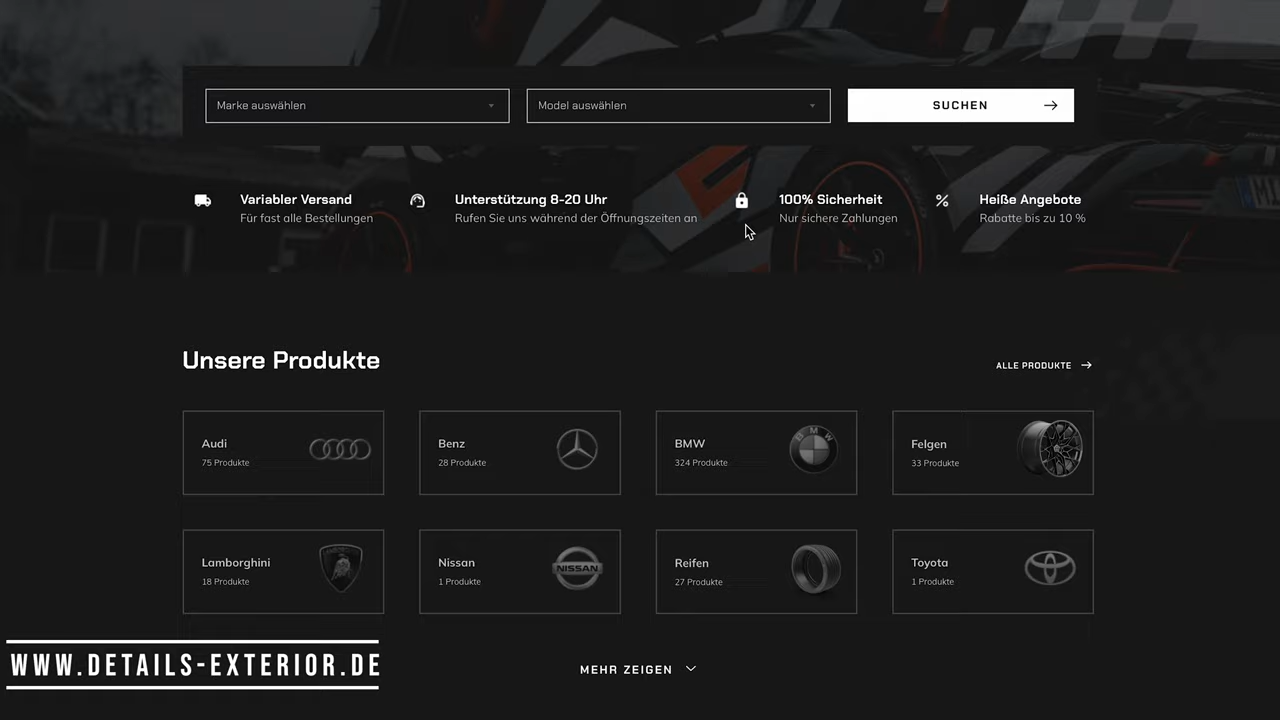 Marke auswählen
Model auswählen
SUCHEN
Variabler Versand
Für fast alle Bestellungen
Unterstützung 8-20 Uhr
Rufen Sie uns während der Öffnungszeiten an
100% Sicherheit
Nur sichere Zahlungen
Heiße Angebote
Rabatte bis zu 10 %
Unsere Produkte
ALLE PRODUKTE
Audi
75 Produkte
Benz
28 Produkte
BMW
324 Produkte
BMW
Felgen
33 Produkte
Lamborghini
18 Produkte
Nissan
1 Produkte
NISSAN
Reifen
27 Produkte
Toyota
1 Produkte
WWW.DETAILS-EXTERIOR.DE
MEHR ZEIGEN